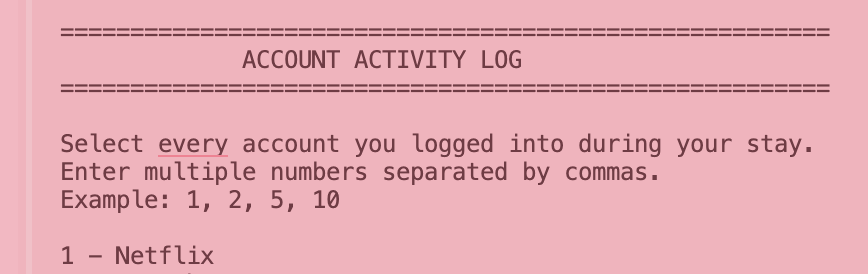 =======================================================
ACCOUNT ACTIVITY LOG
=======================================================
Select every account you logged into during your stay.
Enter multiple numbers separated by commas.
Example: 1, 2, 5, 10
1 – Netflix